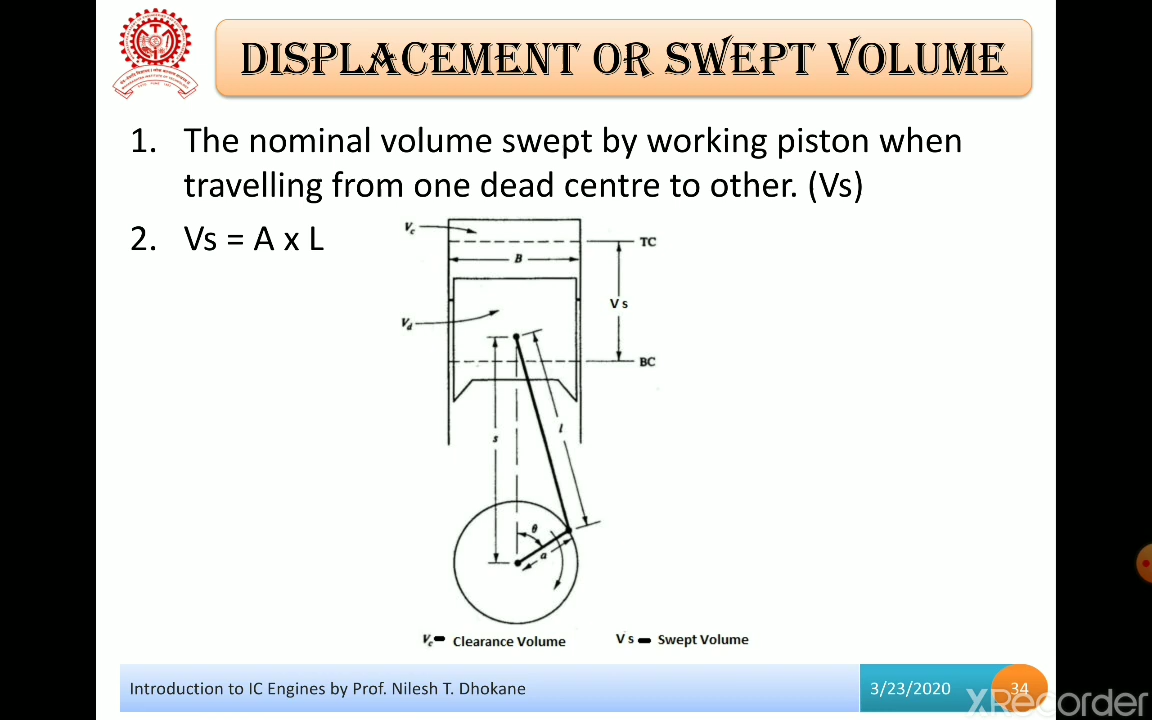 DISPLACEMENT OR SWEPT VOLUME
1. The nominal volume swept by working piston when
travelling from one dead centre to other. (Vs)
2. Vs = A x L
Vc
TC
B
V s
Vd
BC
l
s
θ
a
Vc - Clearance Volume
V s - Swept Volume
Introduction to IC Engines by Prof. Nilesh T. Dhokane
3/23/2020
34
XRecorder